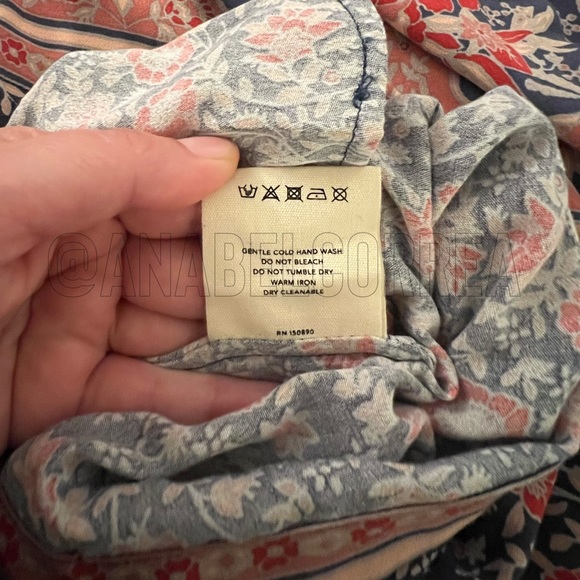 GENTLE COLD HAND WASH
DO NOT BLEACH
DO NOT TUMBLE DRY
WARM IRON
DRY CLEANABLE
@ANABELCORREA
RN 150890